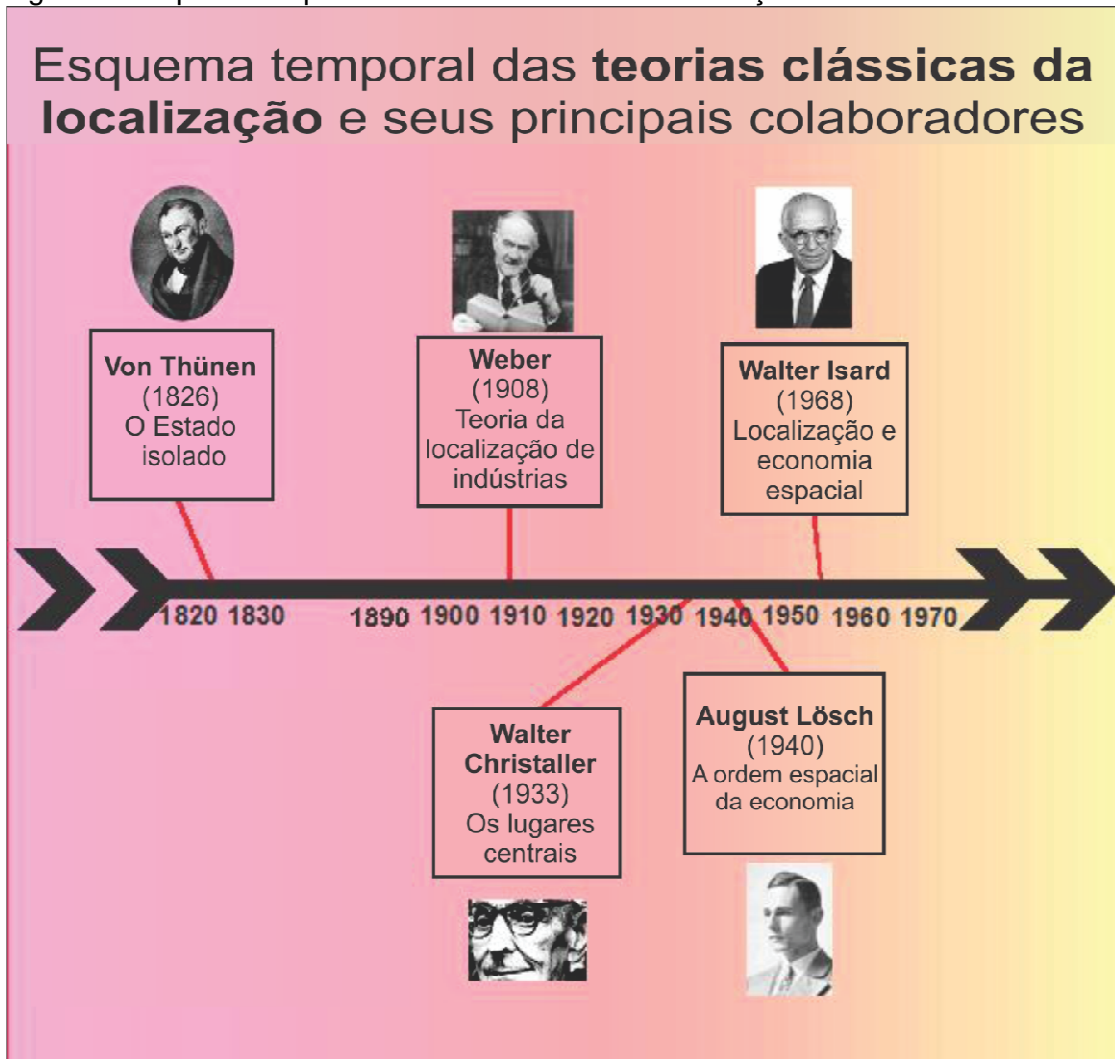 Esquema temporal das teorias clássicas da
localização e seus principais colaboradores
Von Thünen
(1826)
O Estado
isolado
Weber
(1908)
Teoria da
localização de
indústrias
Walter Isard
(1968)
Localização e
economia
espacial
1820 1830 1890 1900 1910 1920 1930 1940 1950 1960 1970
Walter
Christaller
(1933)
Os lugares
centrais
August Lösch
(1940)
A ordem espacial
da economia